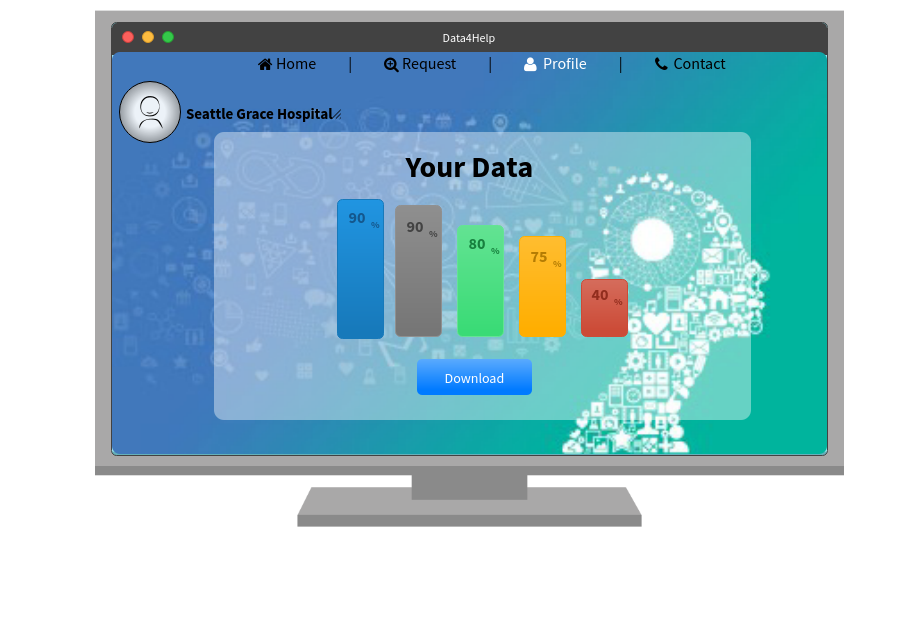 Data4Help
Home | Request | Profile | Contact
Seattle Grace Hospital
Your Data
90 % 90 % 80 % 75 % 40 %
Download